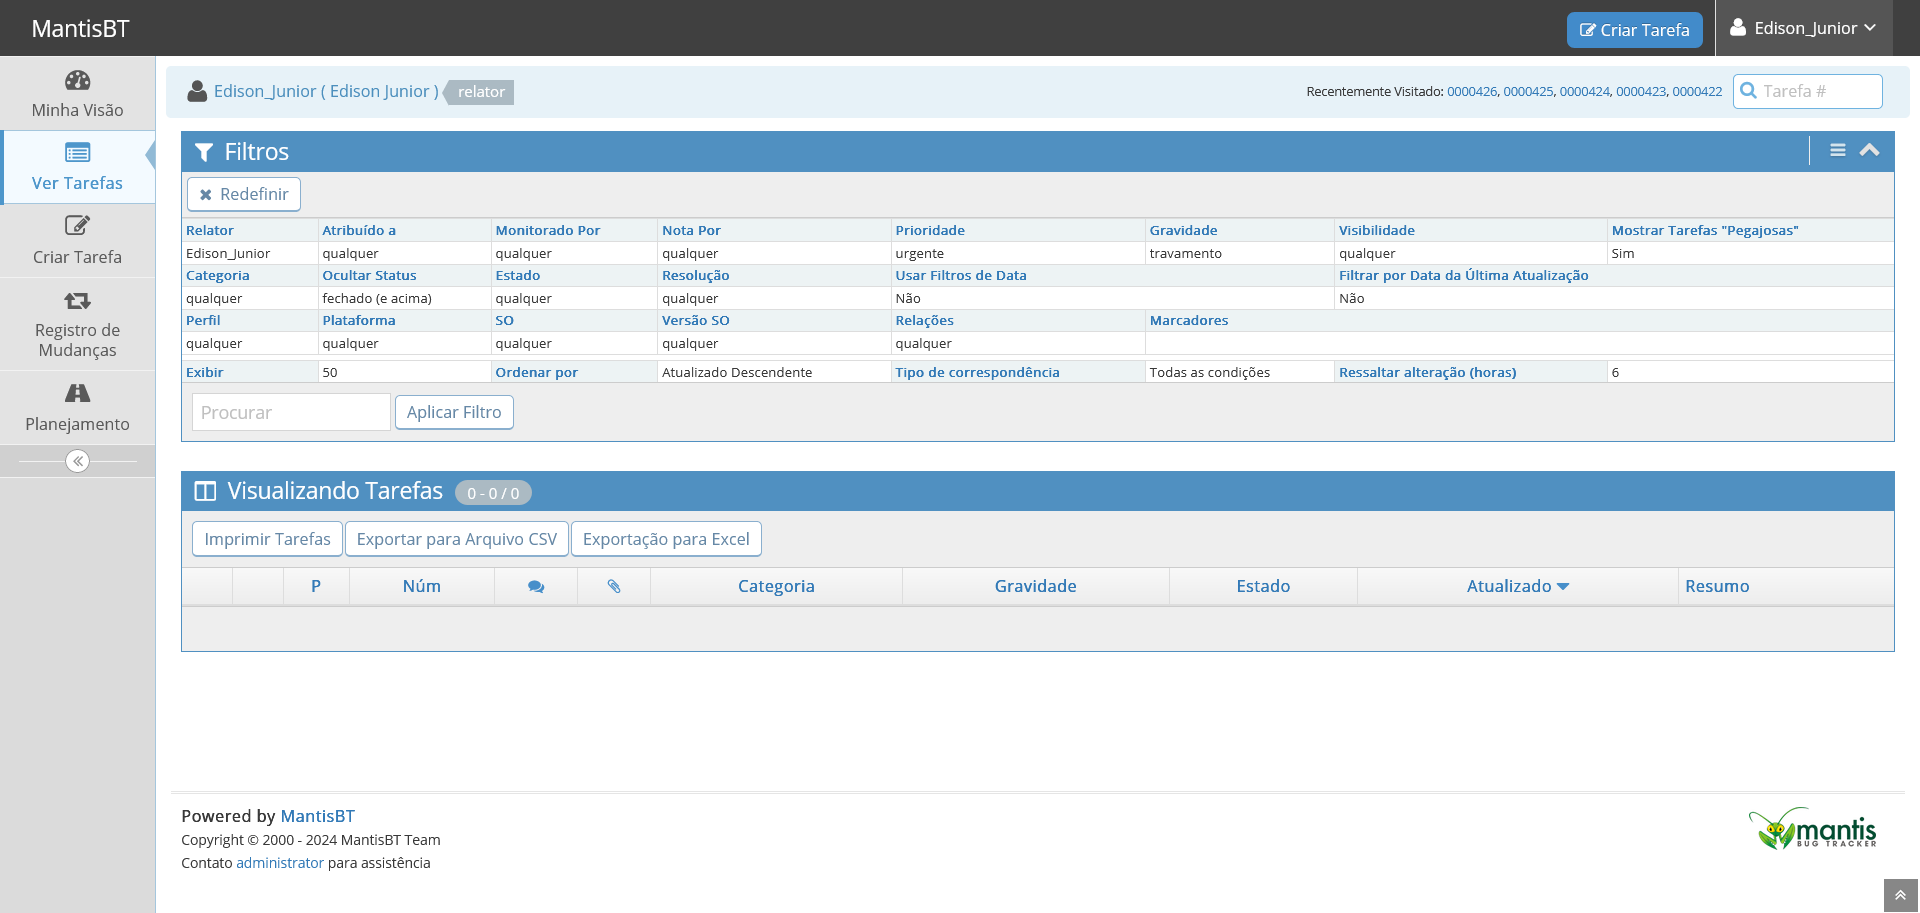 MantisBT
Criar Tarefa
Edison_Junior
Minha Visão
Ver Tarefas
Criar Tarefa
Registro de
Mudanças
Planejamento
Edison_Junior ( Edison Junior ) relator
Recentemente Visitado: 0000426, 0000425, 0000424, 0000423, 0000422
Tarefa #
Filtros
Redefinir
Relator Atribuído a Monitorado Por Nota Por Prioridade Gravidade Visibilidade Mostrar Tarefas "Pegajosas"
Edison_Junior qualquer qualquer qualquer urgente travamento qualquer Sim
Categoria Ocultar Status Estado Resolução Usar Filtros de Data Filtrar por Data da Última Atualização
qualquer fechado (e acima) qualquer qualquer Não Não
Perfil Plataforma SO Versão SO Relações Marcadores
qualquer qualquer qualquer qualquer qualquer
Exibir 50 Ordenar por Atualizado Descendente Tipo de correspondência Todas as condições Ressaltar alteração (horas) 6
Procurar Aplicar Filtro
Visualizando Tarefas 0 - 0 / 0
Imprimir Tarefas Exportar para Arquivo CSV Exportação para Excel
P Núm Categoria Gravidade Estado Atualizado Resumo
Powered by MantisBT
Copyright © 2000 - 2024 MantisBT Team
Contato administrator para assistência
mantis
BUG TRACKER